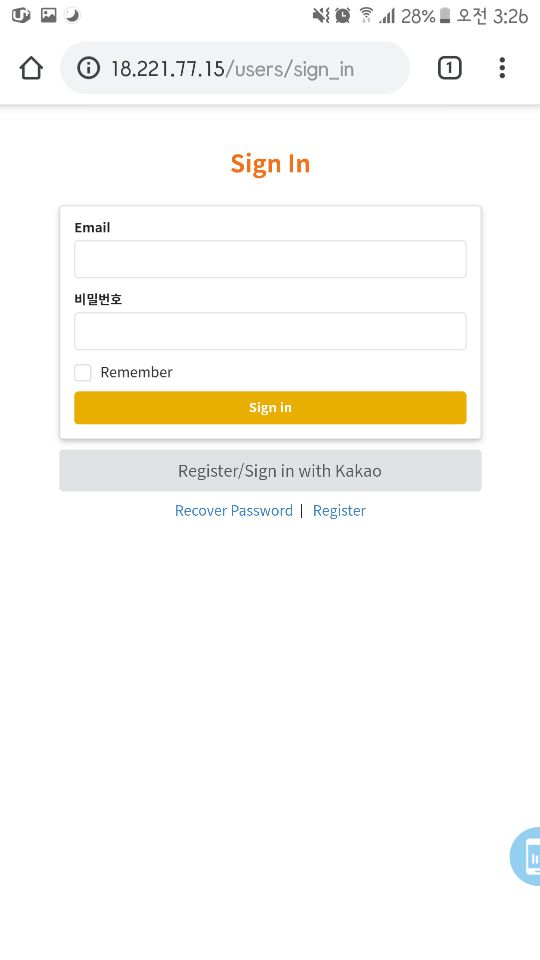 28% 오전 3:26
18.221.77.15/users/sign_in 1
Sign In
Email
비밀번호
Remember
Sign in
Register/Sign in with Kakao
Recover Password | Register